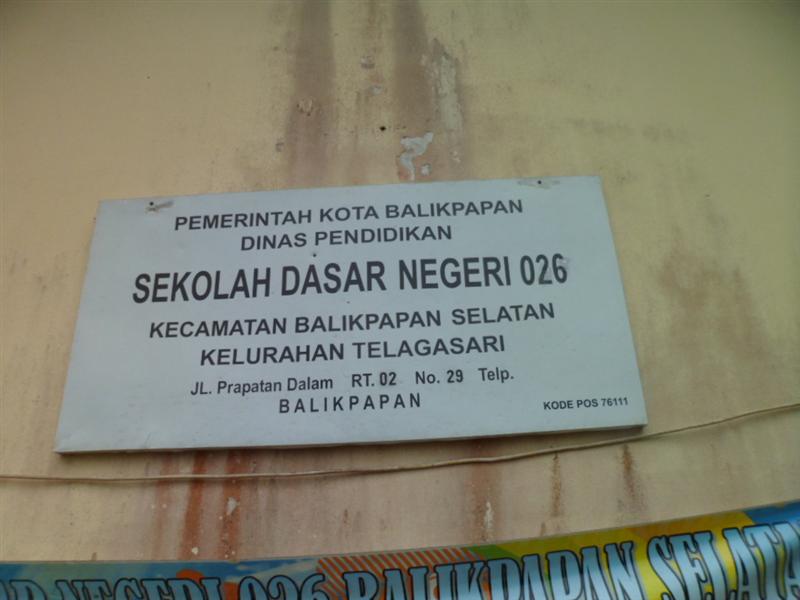 PEMERINTAH KOTA BALIKPAPAN
DINAS PENDIDIKAN
SEKOLAH DASAR NEGERI 026
KECAMATAN BALIKPAPAN SELATAN
KELURAHAN TELAGASARI
JL. Prapatan Dalam RT. 02 No. 29 Telp.
BALIKPAPAN
KODE POS 76111
NEGERI 026 BALIKPAPAN SELATA